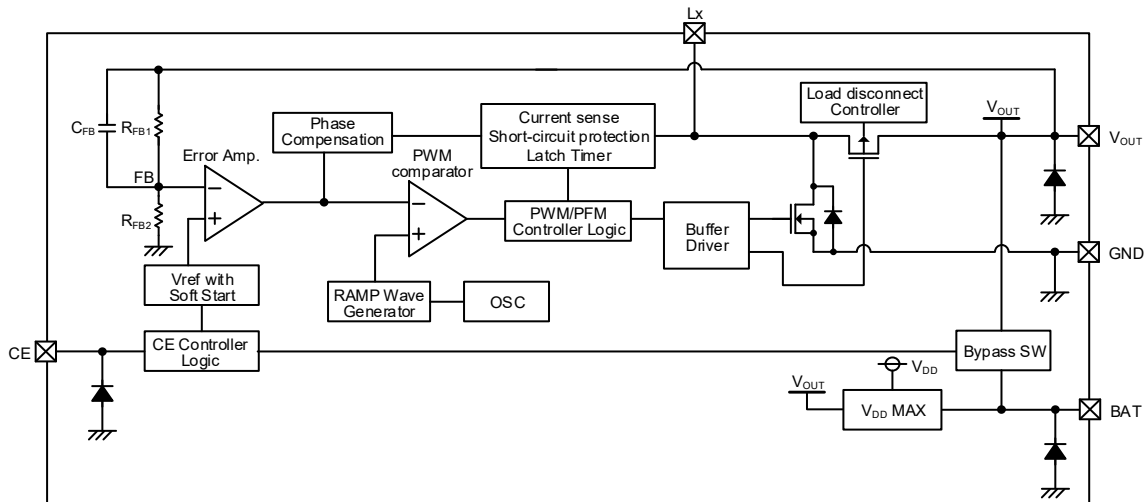 Lx
Load disconnect
Controller
VOUT
VOUT
CFB
RFB1
Phase
Compensation
Current sense
Short-circuit protection
Latch Timer
Error Amp.
PWM
comparator
FB
RFB2
PWM/PFM
Controller Logic
Buffer
Driver
GND
Vref with
Soft Start
RAMP Wave
Generator
OSC
CE
CE Controller
Logic
Bypass SW
VDD
VOUT
VDD MAX
BAT